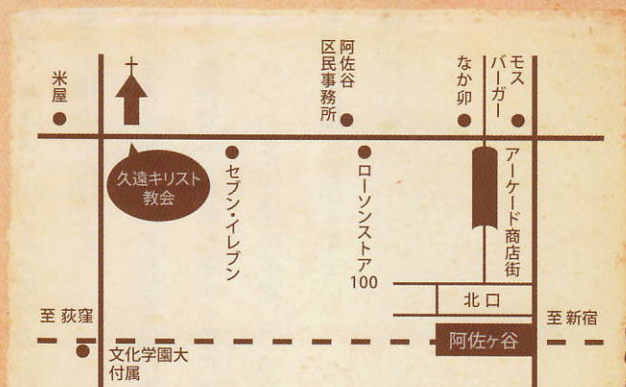 米屋
阿佐谷
区民事務所
なか卯
モス
バーガー
久遠キリスト
教会
セブン・イレブン
ローソンストア
100
アーケード商店街
至 荻窪
北口
至 新宿
阿佐ヶ谷
文化学園大
付属